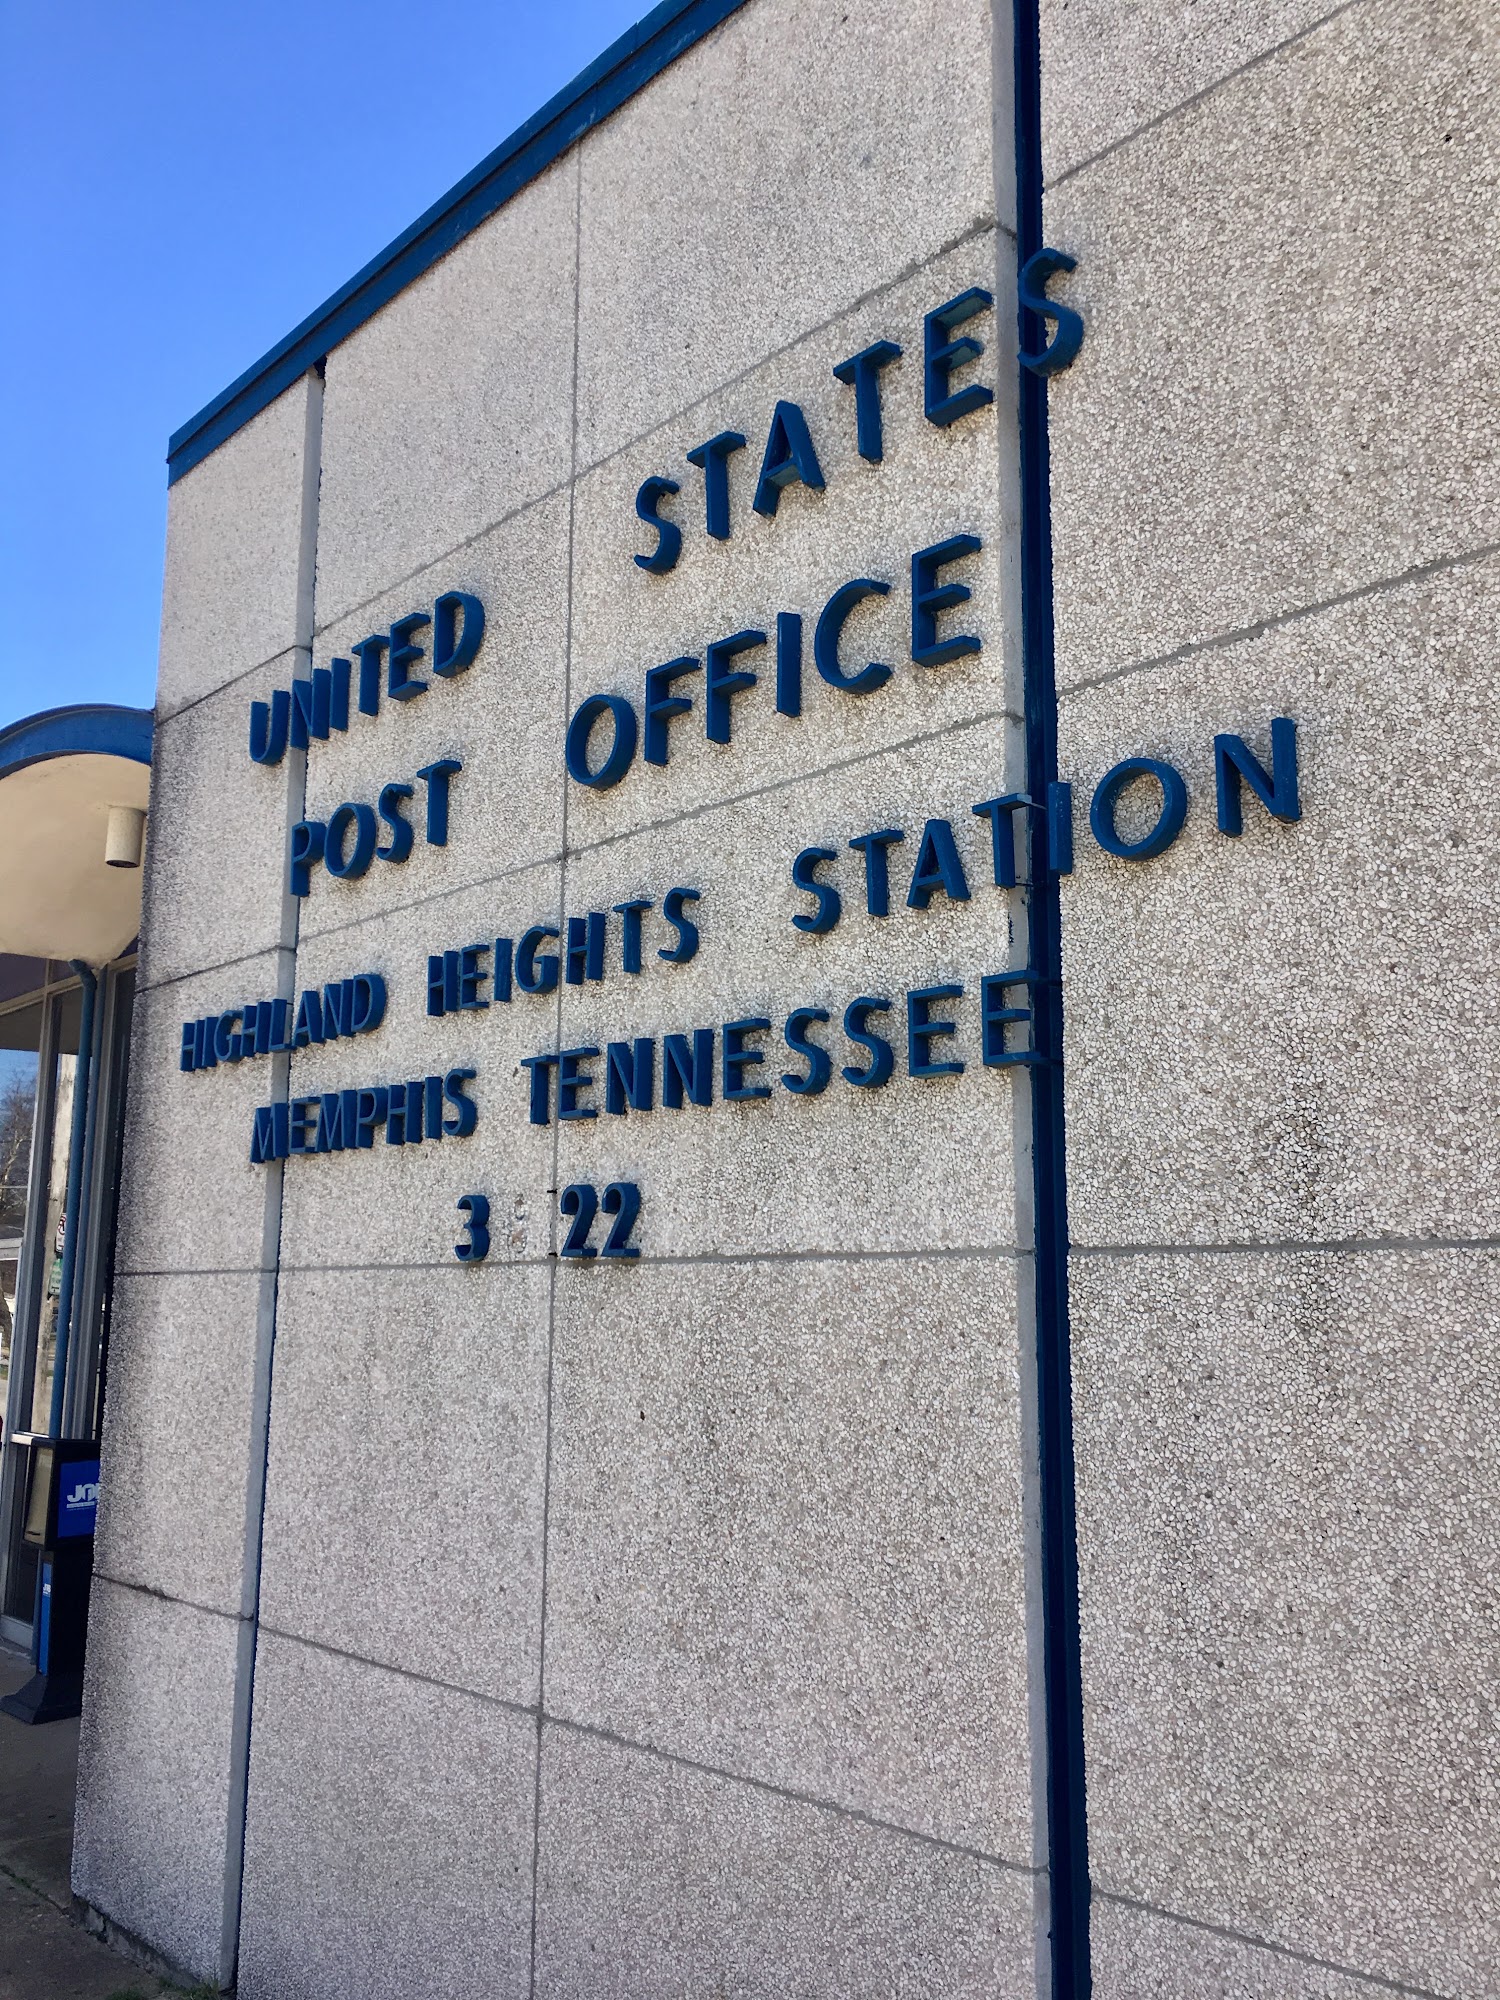 UNITED STATES
POST OFFICE
HIGHLAND HEIGHTS STATION
MEMPHIS TENNESSEE
3 22